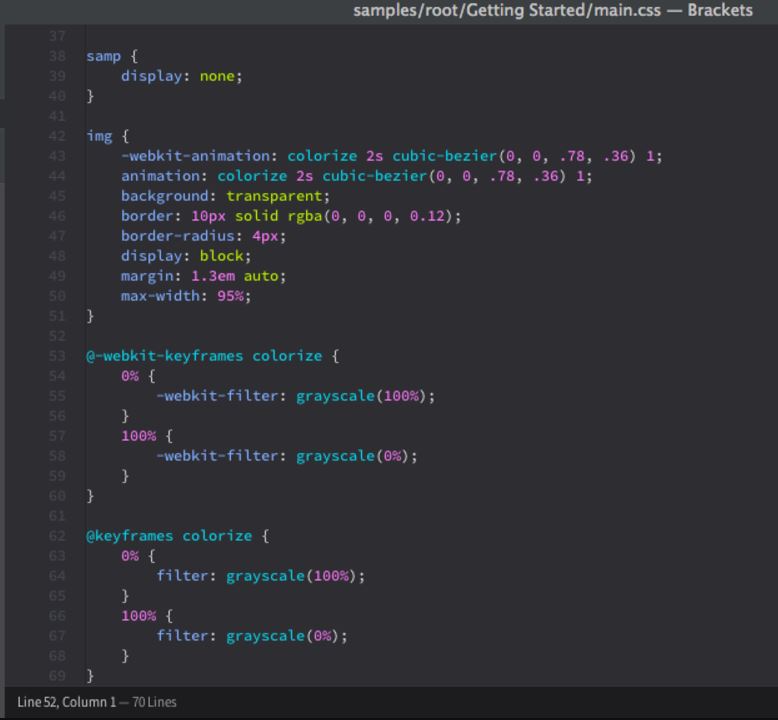 samples/root/Getting Started/main.css — Brackets
37
38 samp {
39     display: none;
40 }
41
42 img {
43     -webkit-animation: colorize 2s cubic-bezier(0, 0, .78, .36) 1;
44     animation: colorize 2s cubic-bezier(0, 0, .78, .36) 1;
45     background: transparent;
46     border: 10px solid rgba(0, 0, 0, 0.12);
47     border-radius: 4px;
48     display: block;
49     margin: 1.3em auto;
50     max-width: 95%;
51 }
52
53 @-webkit-keyframes colorize {
54     0% {
55         -webkit-filter: grayscale(100%);
56     }
57     100% {
58         -webkit-filter: grayscale(0%);
59     }
60 }
61
62 @keyframes colorize {
63     0% {
64         filter: grayscale(100%);
65     }
66     100% {
67         filter: grayscale(0%);
68     }
69 }
Line 52, Column 1 — 70 Lines